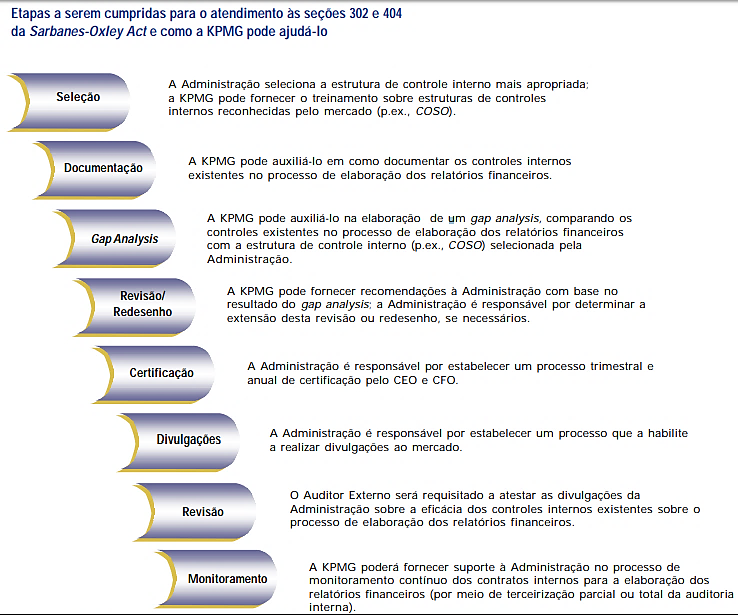 Etapas a serem cumpridas para o atendimento às seções 302 e 404
da Sarbanes-Oxley Act e como a KPMG pode ajudá-lo
Seleção
A Administração seleciona a estrutura de controle interno mais apropriada;
a KPMG pode fornecer o treinamento sobre estruturas de controles
internos reconhecidas pelo mercado (p.ex., COSO).
Documentação
A KPMG pode auxiliá-lo em como documentar os controles internos
existentes no processo de elaboração dos relatórios financeiros.
Gap Analysis
A KPMG pode auxiliá-lo na elaboração de um gap analysis, comparando os
controles existentes no processo de elaboração dos relatórios financeiros
com a estrutura de controle interno (p.ex., COSO) selecionada pela
Administração.
Revisão/
Redesenho
A KPMG pode fornecer recomendações à Administração com base no
resultado do gap analysis; a Administração é responsável por determinar a
extensão desta revisão ou redesenho, se necessários.
Certificação
A Administração é responsável por estabelecer um processo trimestral e
anual de certificação pelo CEO e CFO.
Divulgações
A Administração é responsável por estabelecer um processo que a habilite
a realizar divulgações ao mercado.
Revisão
O Auditor Externo será requisitado a atestar as divulgações da
Administração sobre a eficácia dos controles internos existentes sobre o
processo de elaboração dos relatórios financeiros.
Monitoramento
A KPMG poderá fornecer suporte à Administração no processo de
monitoramento contínuo dos contratos internos para a elaboração dos
relatórios financeiros (por meio de terceirização parcial ou total da auditoria
interna).